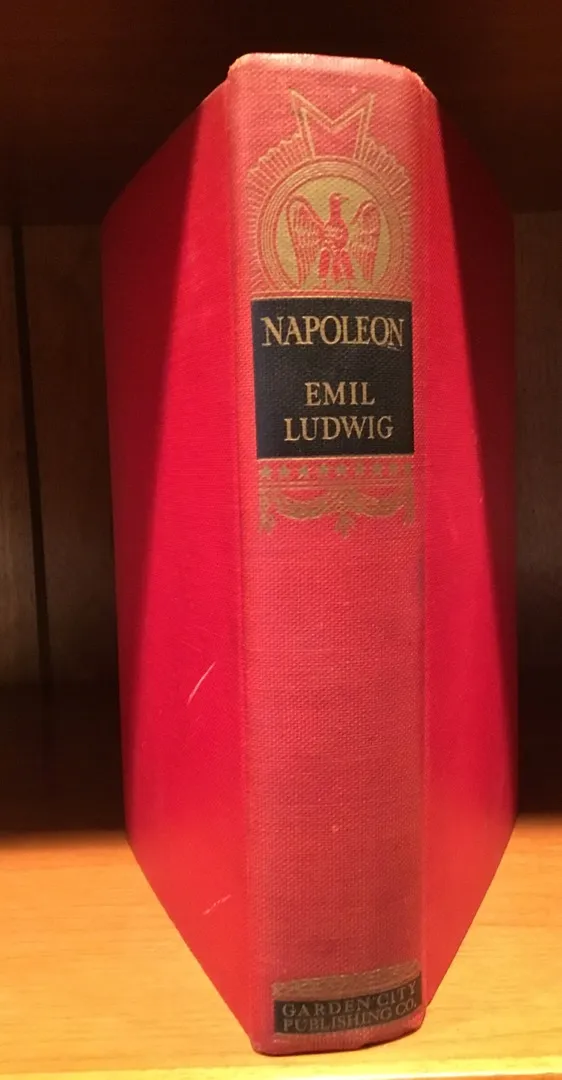 NAPOLEON
EMIL
LUDWIG
GARDEN CITY
PUBLISHING CO.